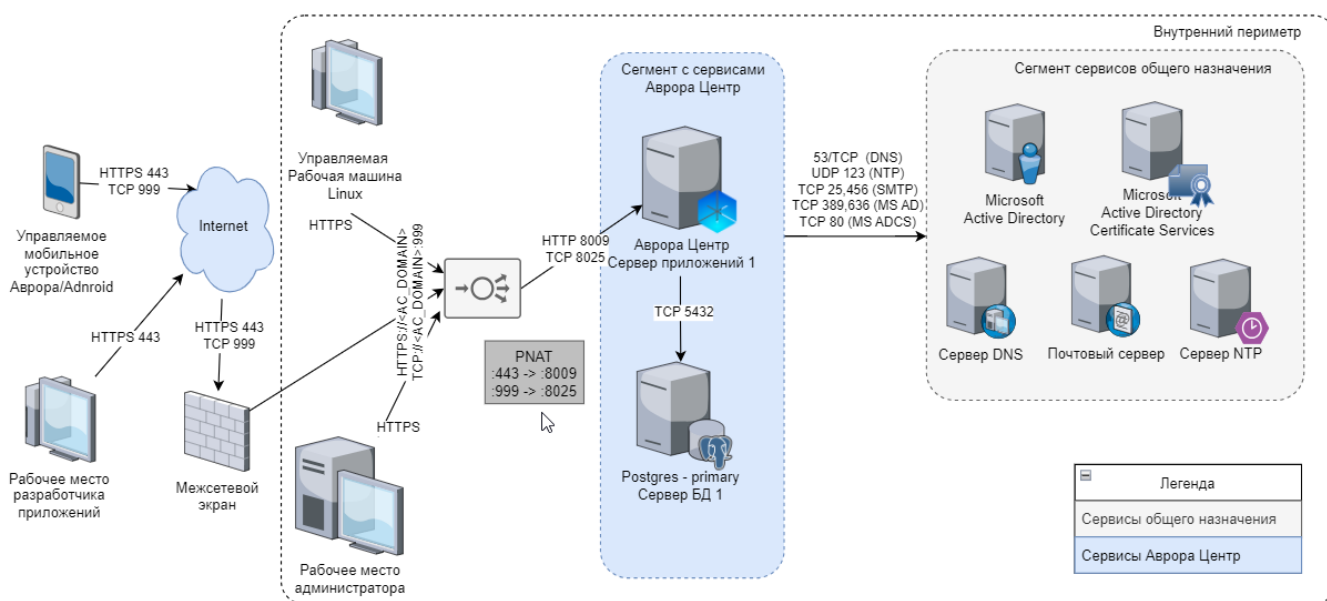 Внутренний периметр
Сегмент с сервисами
Аврора Центр
Сегмент сервисов общего назначения
Управляемая
Рабочая машина
Linux
HTTPS
HTTPS 443
TCP 999
Internet
Управляемое
мобильное
устройство
Аврора/Adnroid
HTTPS 443
HTTPS 443
TCP 999
Рабочее место
разработчика
приложений
Межсетевой
экран
HTTPS://<AC_DOMAIN>
TCP://<AC_DOMAIN>:999
HTTPS
Рабочее место
администратора
PNAT
:443 -> :8009
:999 -> :8025
HTTP 8009
TCP 8025
Аврора Центр
Сервер приложений 1
TCP 5432
Postgres - primary
Сервер БД 1
53/TCP (DNS)
UDP 123 (NTP)
TCP 25,456 (SMTP)
TCP 389,636 (MS AD)
TCP 80 (MS ADCS)
Microsoft
Active Directory
Microsoft
Active Directory
Certificate Services
Сервер DNS
Почтовый сервер
Сервер NTP
Легенда
Сервисы общего назначения
Сервисы Аврора Центр